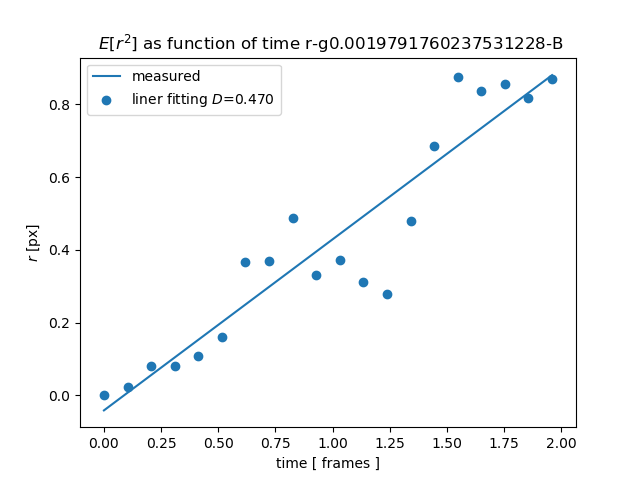 E[r²] as function of time r-g0.0019791760237531228-B
measured
liner fitting D=0.470
0.8
0.6
0.4
0.2
0.0
r [px]
0.00 0.25 0.50 0.75 1.00 1.25 1.50 1.75 2.00
time [ frames ]